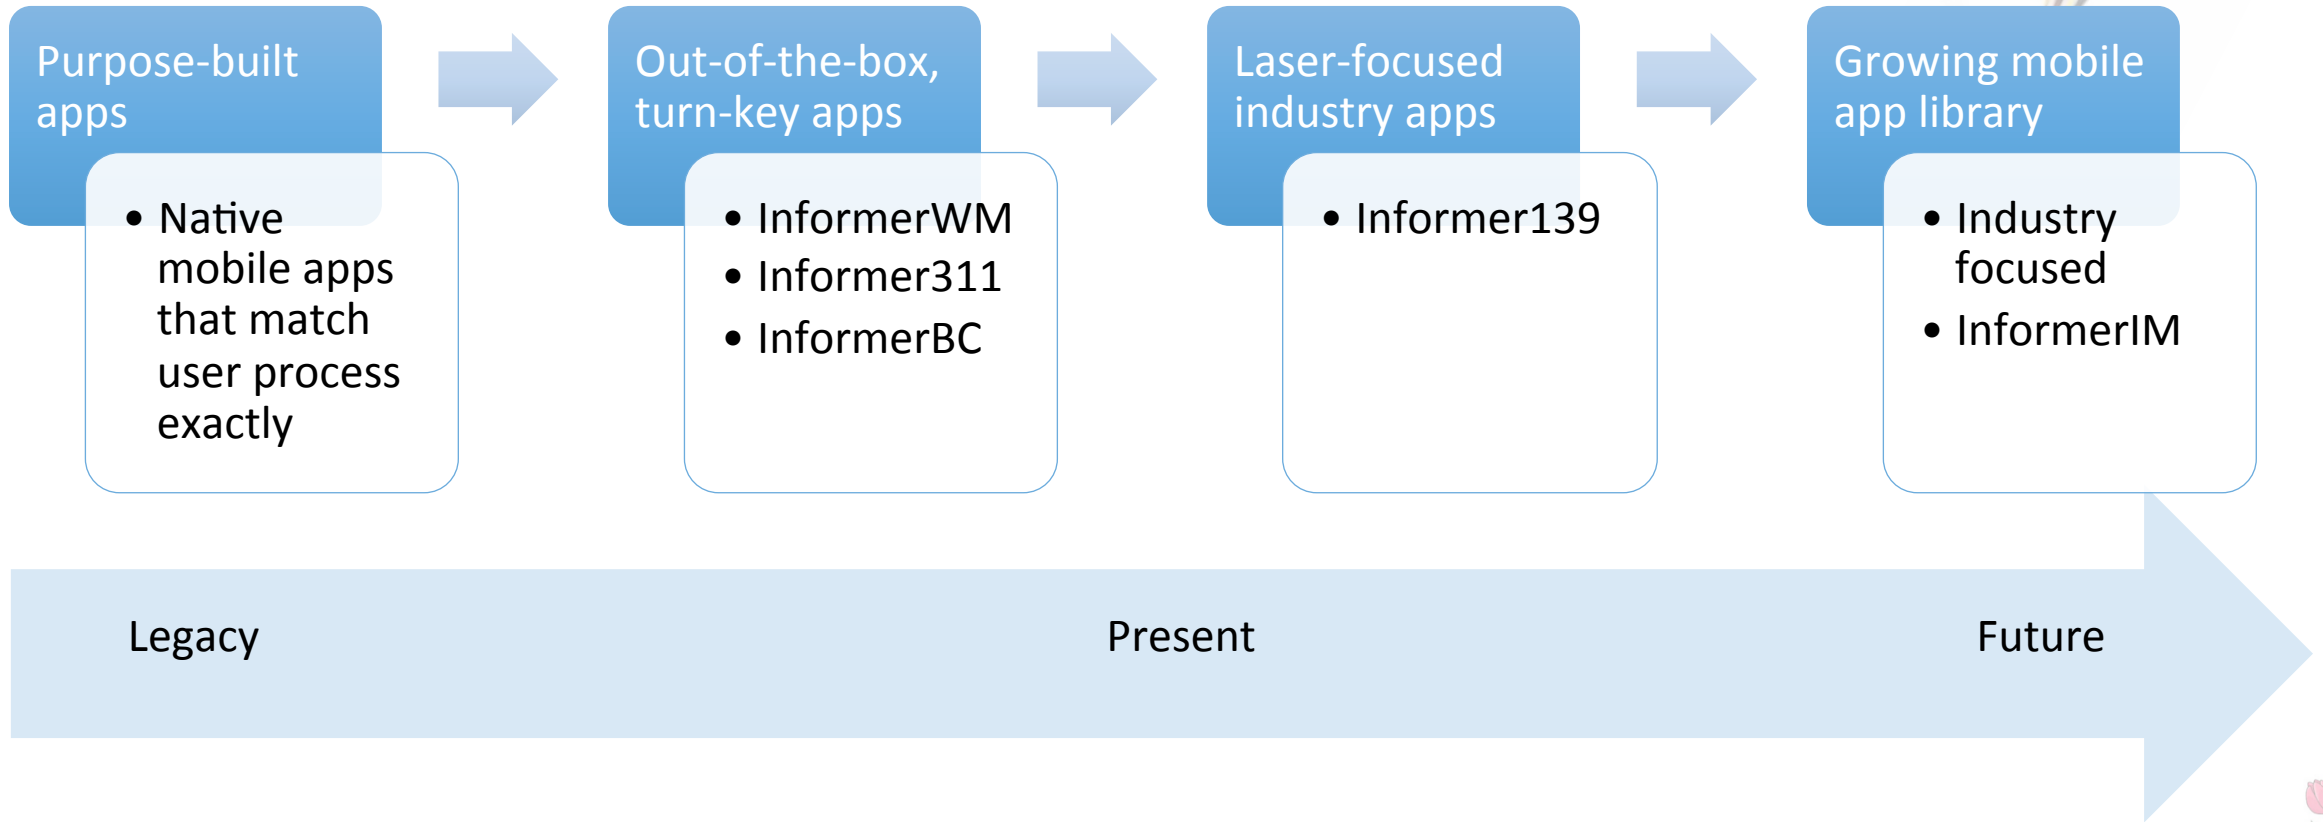 Purpose-built
apps
• Native
mobile apps
that match
user process
exactly
Out-of-the-box,
turn-key apps
• InformerWM
• Informer311
• InformerBC
Laser-focused
industry apps
• Informer139
Growing mobile
app library
• Industry
focused
• InformerIM
Legacy
Present
Future